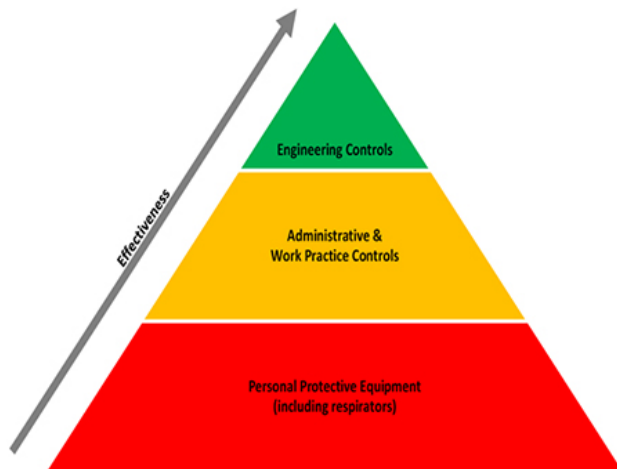 Engineering Controls
Effectiveness
Administrative &
Work Practice Controls
Personal Protective Equipment
(including respirators)